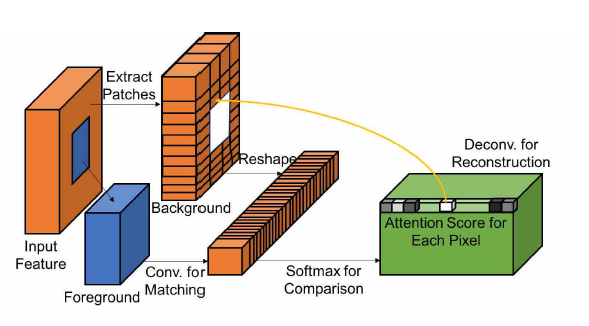 Extract
Patches
Deconv. for
Reconstruction
Reshape
Background
Attention Score for
Each Pixel
Input
Feature
Conv. for
Matching
Softmax for
Comparison
Foreground